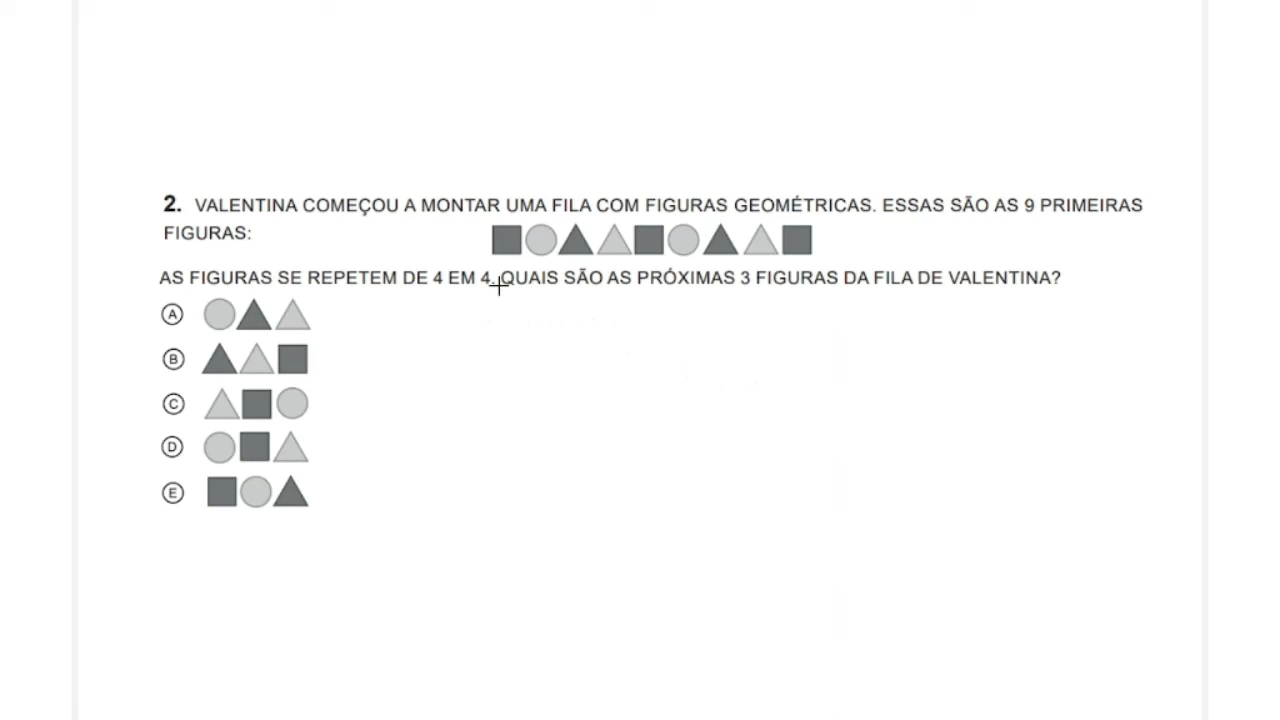 2. VALENTINA COMEÇOU A MONTAR UMA FILA COM FIGURAS GEOMÉTRICAS. ESSAS SÃO AS 9 PRIMEIRAS
FIGURAS:
AS FIGURAS SE REPETEM DE 4 EM 4. QUAIS SÃO AS PRÓXIMAS 3 FIGURAS DA FILA DE VALENTINA?
A
B
C
D
E